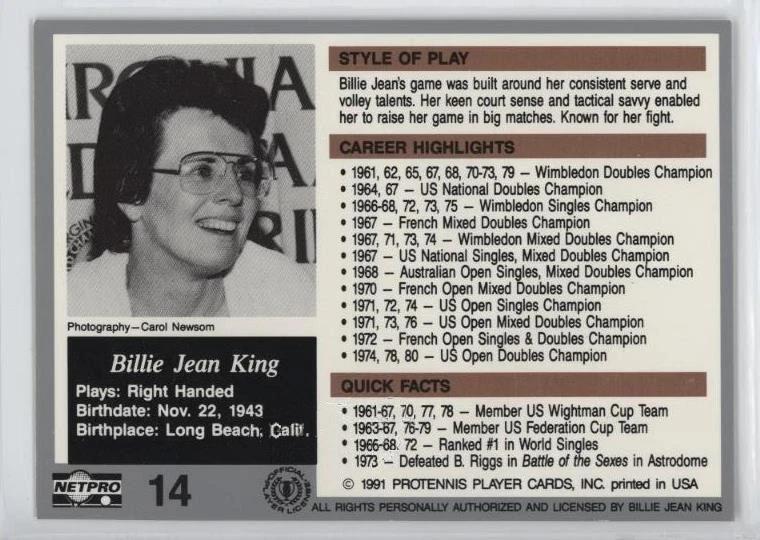 Photography—Carol Newsom
Billie Jean King
Plays: Right Handed
Birthdate: Nov. 22, 1943
Birthplace: Long Beach, Calif.
STYLE OF PLAY
Billie Jean's game was built around her consistent serve and
volley talents. Her keen court sense and tactical savvy enabled
her to raise her game in big matches. Known for her fight.
CAREER HIGHLIGHTS
• 1961, 62, 65, 67, 68, 70-73, 79 — Wimbledon Doubles Champion
• 1964, 67 — US National Doubles Champion
• 1966-68, 72, 73, 75 — Wimbledon Singles Champion
• 1967 — French Mixed Doubles Champion
• 1967, 71, 73, 74 — Wimbledon Mixed Doubles Champion
• 1967 — US National Singles, Mixed Doubles Champion
• 1968 — Australian Open Singles, Mixed Doubles Champion
• 1970 — French Open Mixed Doubles Champion
• 1971, 72, 74 — US Open Singles Champion
• 1971, 73, 76 — US Open Mixed Doubles Champion
• 1972 — French Open Singles & Doubles Champion
• 1974, 78, 80 — US Open Doubles Champion
QUICK FACTS
• 1961-67, 70, 77, 78 — Member US Wightman Cup Team
• 1963-67, 76-79 — Member US Federation Cup Team
• 1966-68, 72 — Ranked #1 in World Singles
• 1973 — Defeated B. Riggs in Battle of the Sexes in Astrodome
© 1991 PROTENNIS PLAYER CARDS, INC. printed in USA
NETPRO
14
OFFICIAL
PLAYER LICENSE
ALL RIGHTS PERSONALLY AUTHORIZED AND LICENSED BY BILLIE JEAN KING